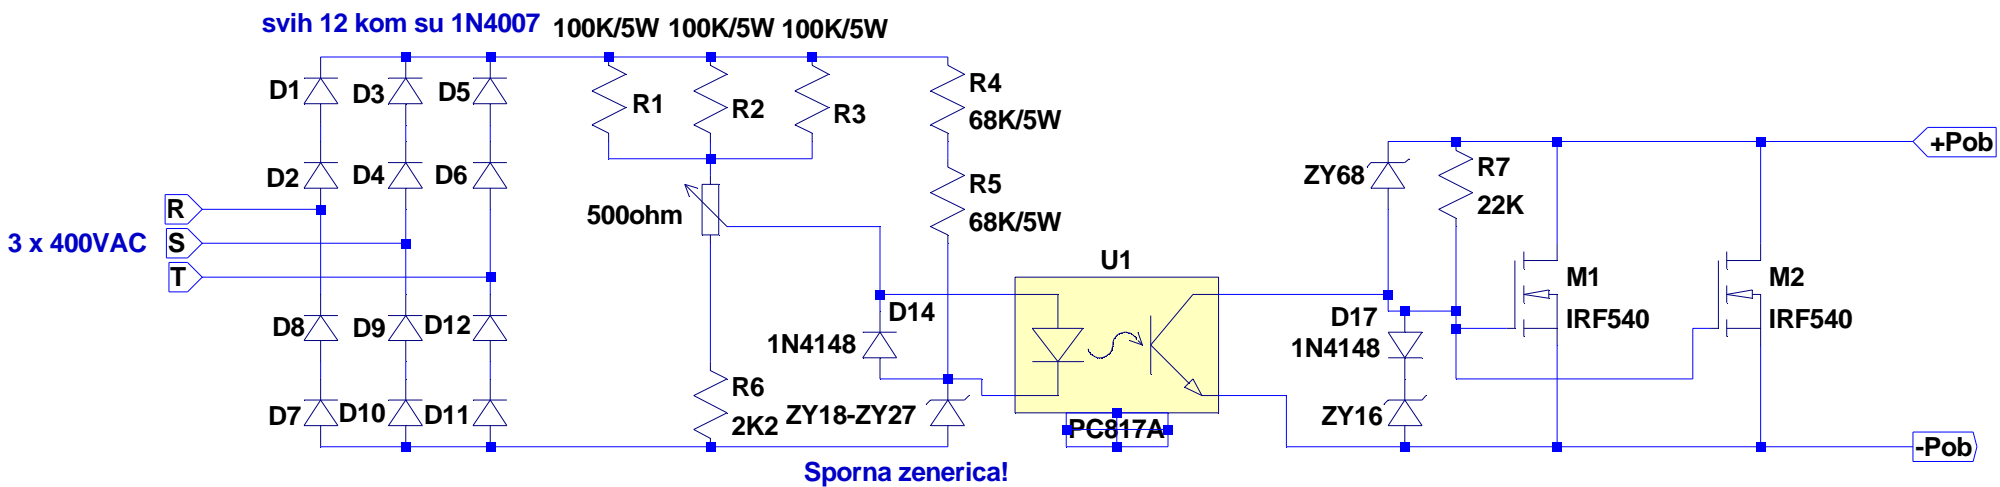 svih 12 kom su 1N4007
100K/5W 100K/5W 100K/5W
D1
D3
D5
R1
R2
R3
R4
68K/5W
D2
D4
D6
R5
68K/5W
ZY68
R7
22K
+Pob
R
S
T
3 x 400VAC
500ohm
U1
M1
IRF540
M2
IRF540
D8
D9
D12
D14
1N4148
D17
1N4148
D7
D10
D11
R6
2K2
ZY18-ZY27
PC817A
ZY16
-Pob
Sporna zenerica!